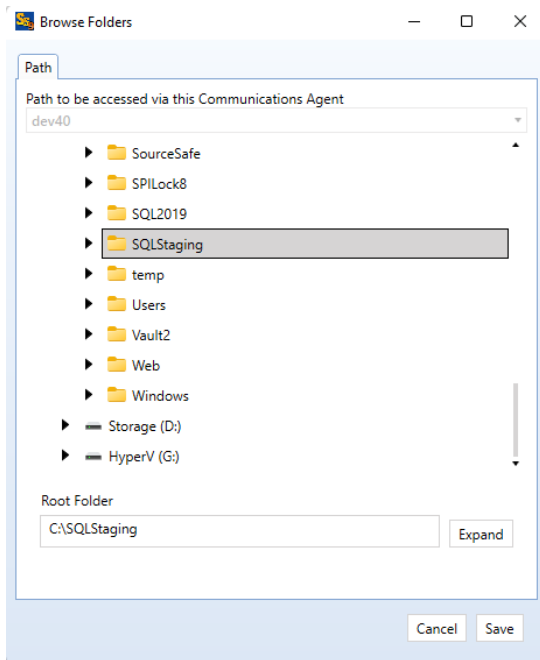 Browse Folders
Path
Path to be accessed via this Communications Agent
dev40
SourceSafe
SPILock8
SQL2019
SQLStaging
temp
Users
Vault2
Web
Windows
Storage (D:)
HyperV (G:)
Root Folder
C:\SQLStaging
Expand
Cancel Save